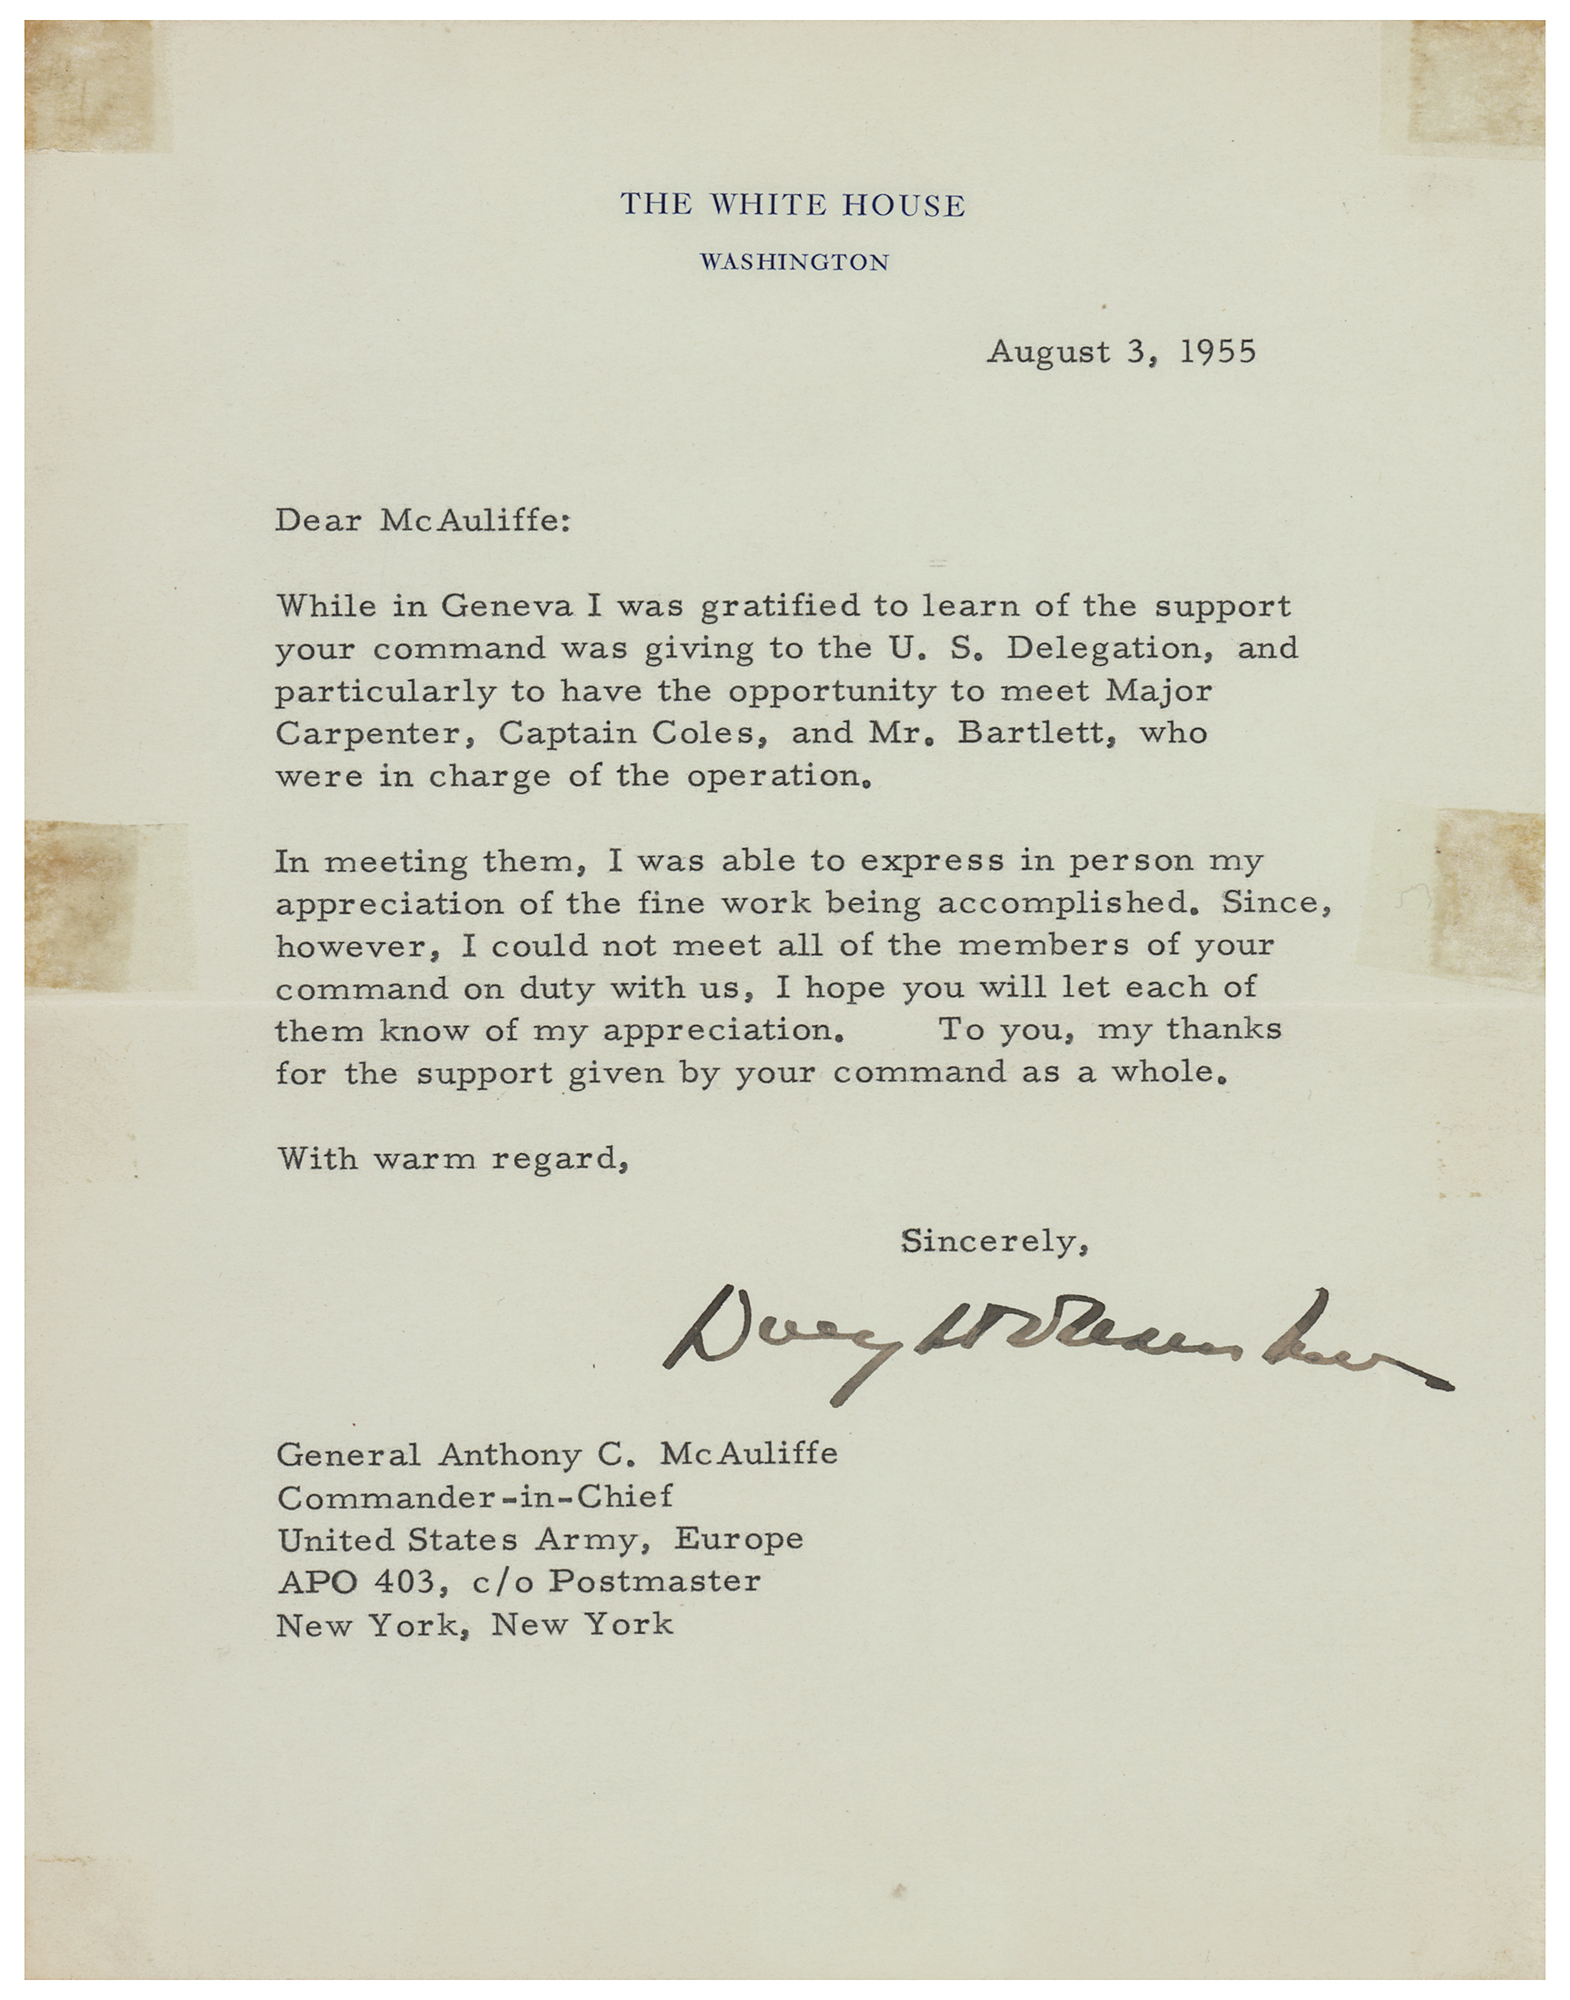 THE WHITE HOUSE
WASHINGTON
August 3, 1955
Dear McAuliffe:
While in Geneva I was gratified to learn of the support
your command was giving to the U. S. Delegation, and
particularly to have the opportunity to meet Major
Carpenter, Captain Coles, and Mr. Bartlett, who
were in charge of the operation.
In meeting them, I was able to express in person my
appreciation of the fine work being accomplished. Since,
however, I could not meet all of the members of your
command on duty with us, I hope you will let each of
them know of my appreciation. To you, my thanks
for the support given by your command as a whole.
With warm regard,
Sincerely,
Dwight D Eisenhower
General Anthony C. McAuliffe
Commander-in-Chief
United States Army, Europe
APO 403, c/o Postmaster
New York, New York